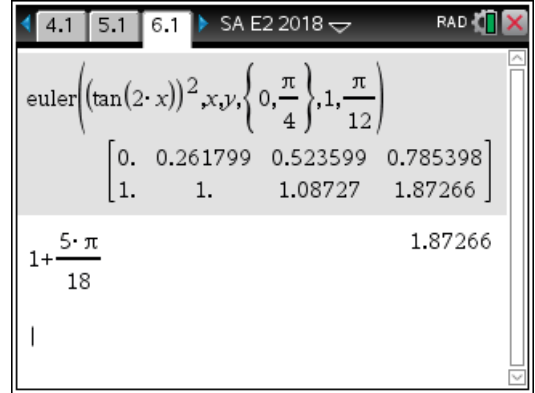 4.1 5.1 6.1 SA E2 2018 RAD
euler((tan(2·x))²,x,y,{0,π/4},1,π/12)
[0. 0.261799 0.523599 0.785398
1. 1. 1.08727 1.87266]
1+5·π/18 1.87266